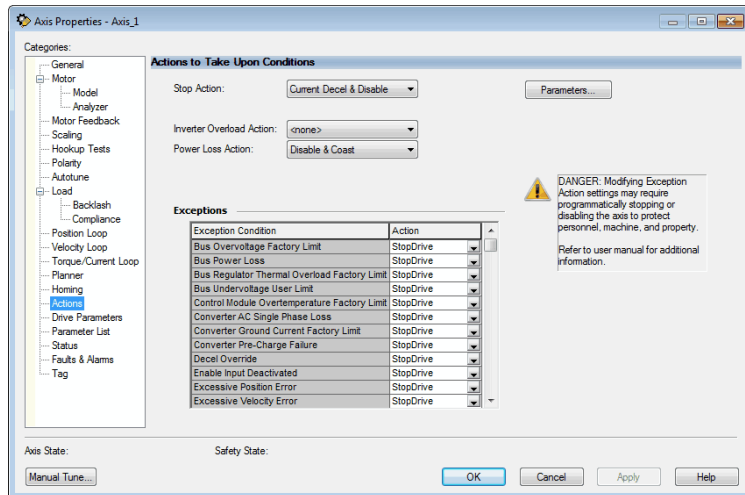 Axis Properties - Axis_1
Categories:
General
Motor
Model
Analyzer
Motor Feedback
Scaling
Hookup Tests
Polarity
Autotune
Load
Backlash
Compliance
Position Loop
Velocity Loop
Torque/Current Loop
Planner
Homing
Actions
Drive Parameters
Parameter List
Status
Faults & Alarms
Tag
Actions to Take Upon Conditions
Stop Action: Current Decel & Disable
Parameters...
Inverter Overload Action: <none>
Power Loss Action: Disable & Coast
DANGER: Modifying Exception
Action settings may require
programmatically stopping or
disabling the axis to protect
personnel, machine, and property.
Refer to user manual for additional
information.
Exceptions
Exception Condition Action
Bus Overvoltage Factory Limit StopDrive
Bus Power Loss StopDrive
Bus Regulator Thermal Overload Factory Limit StopDrive
Bus Undervoltage User Limit StopDrive
Control Module Overtemperature Factory Limit StopDrive
Converter AC Single Phase Loss StopDrive
Converter Ground Current Factory Limit StopDrive
Converter Pre-Charge Failure StopDrive
Decel Override StopDrive
Enable Input Deactivated StopDrive
Excessive Position Error StopDrive
Excessive Velocity Error StopDrive
Axis State: Safety State:
Manual Tune... OK Cancel Apply Help